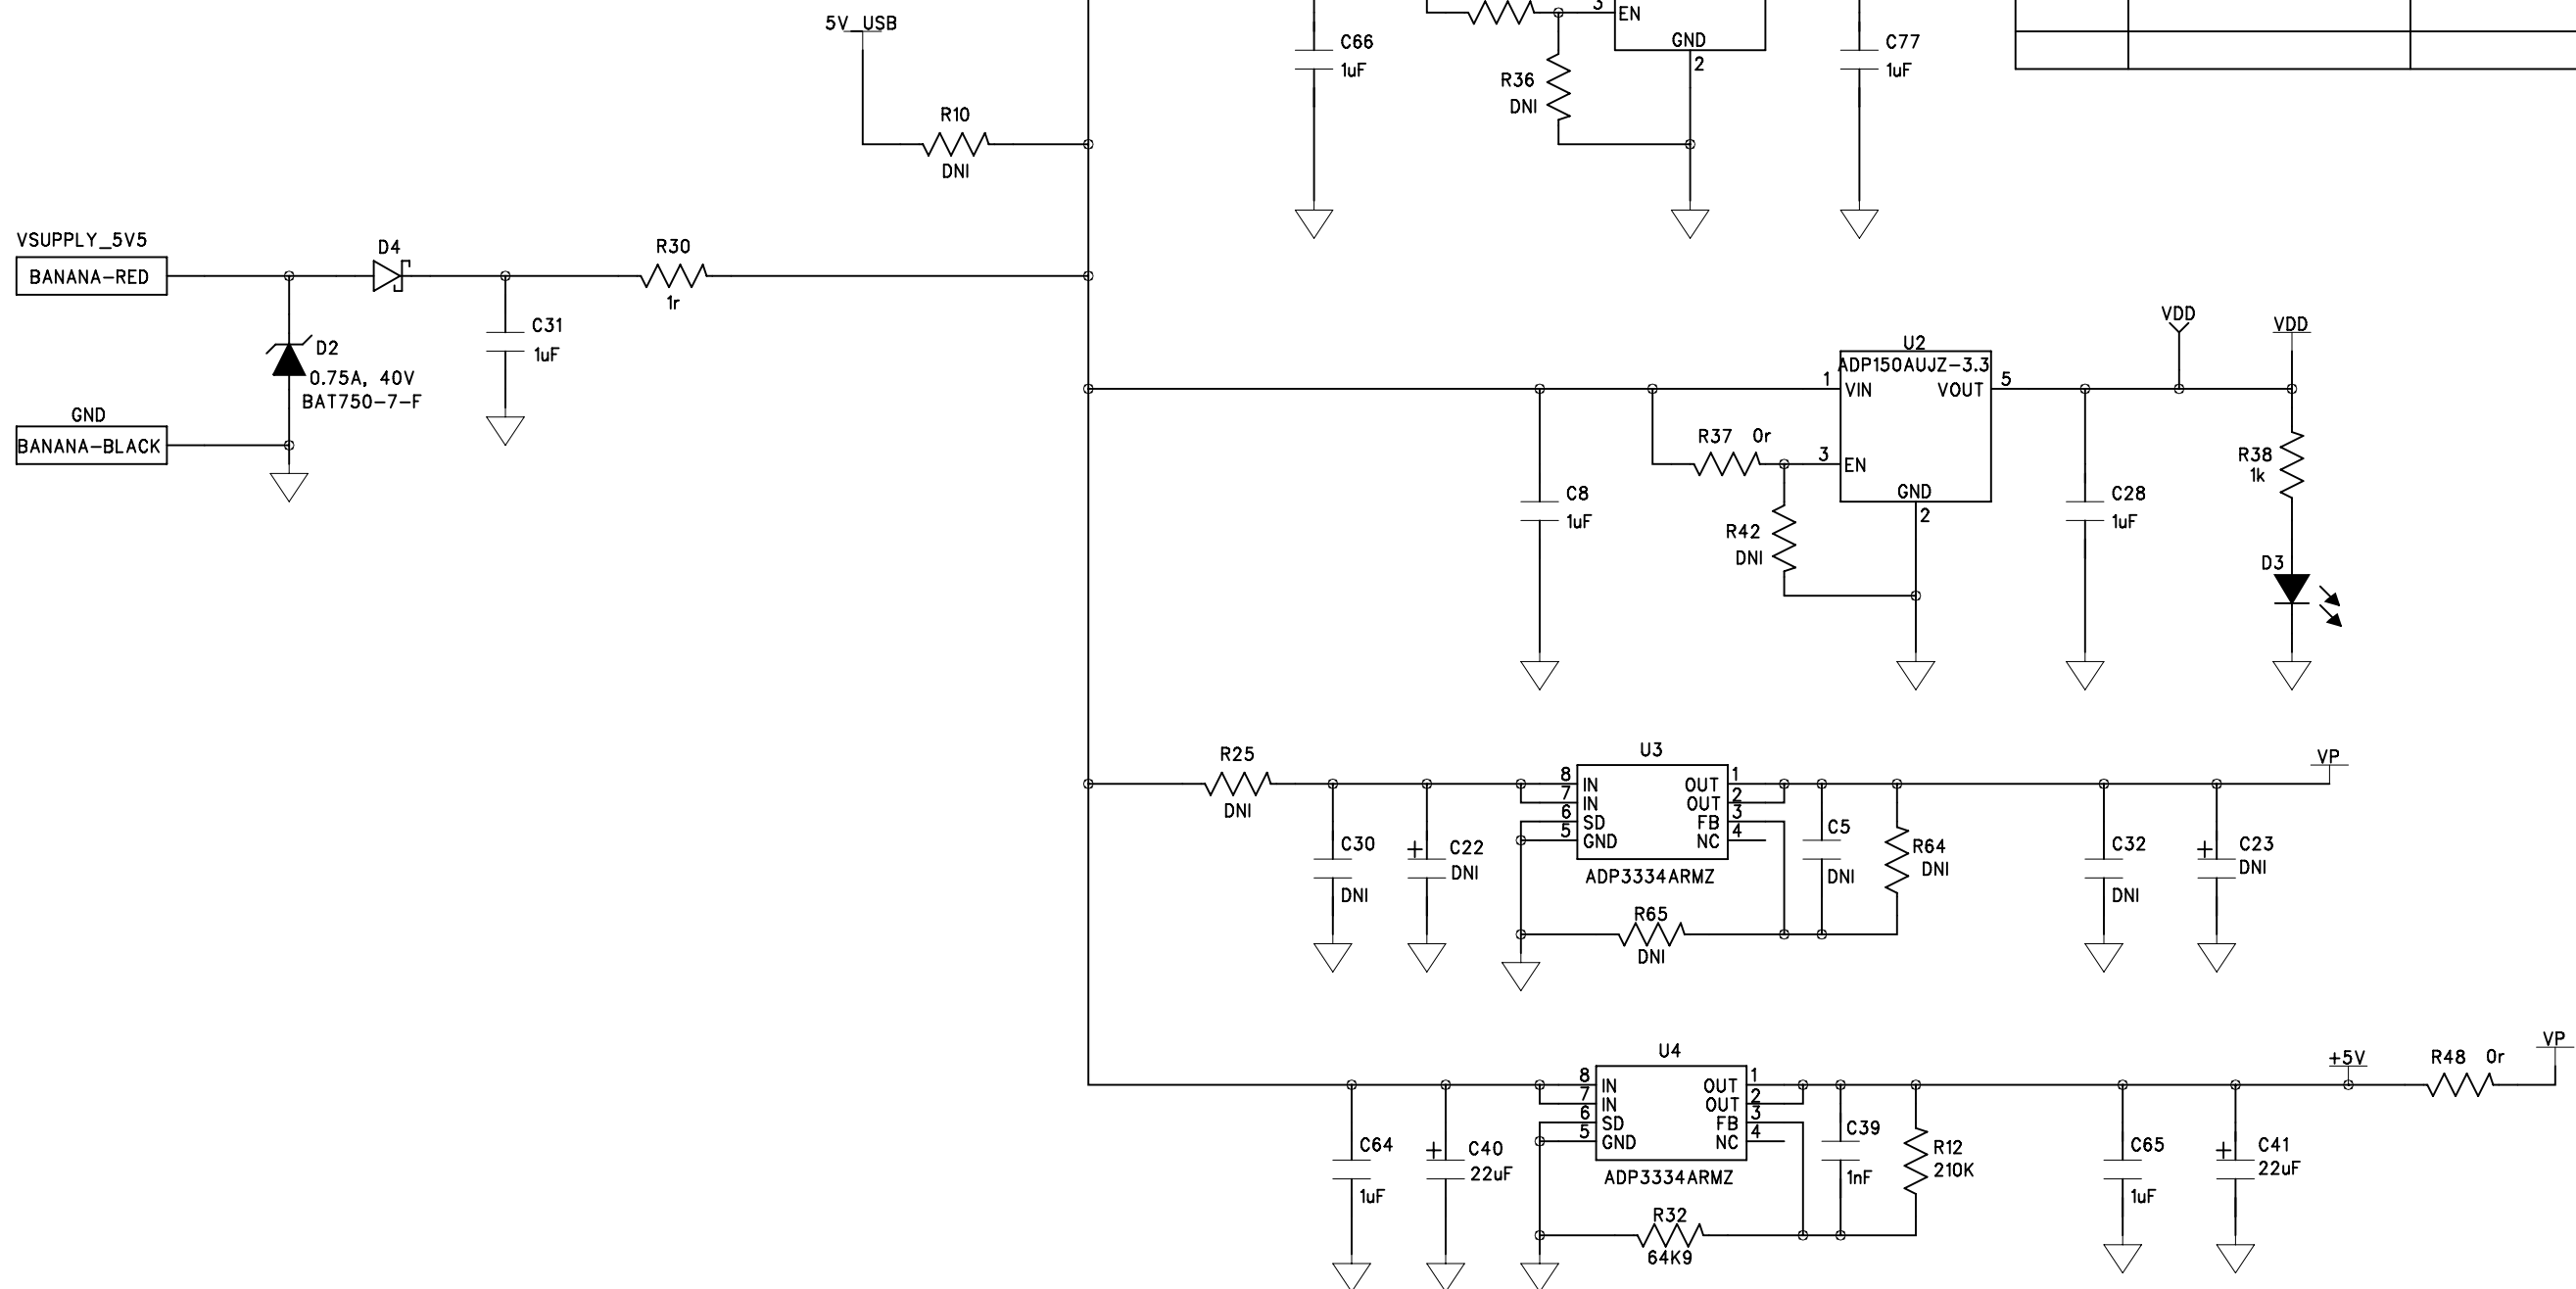 5V_USB
3
EN
GND
2
C66
1uF
R36
DNI
C77
1uF
R10
DNI
VSUPPLY_5V5
BANANA-RED
D4
R30
1r
C31
1uF
D2
0.75A, 40V
BAT750-7-F
GND
BANANA-BLACK
U2
ADP150AUJZ-3.3
1
VIN
VOUT
5
VDD
VDD
R37 0r
3
EN
GND
2
C8
1uF
R42
DNI
C28
1uF
R38
1k
D3
R25
DNI
U3
8
IN
OUT
1
7
IN
OUT
2
6
SD
FB
3
5
GND
NC
4
ADP3334ARMZ
VP
C30
DNI
C22
DNI
C5
DNI
R64
DNI
C32
DNI
C23
DNI
R65
DNI
U4
8
IN
OUT
1
7
IN
OUT
2
6
SD
FB
3
5
GND
NC
4
ADP3334ARMZ
+5V
R48 0r
VP
C64
1uF
C40
22uF
C39
1nF
R12
210K
C65
1uF
C41
22uF
R32
64K9